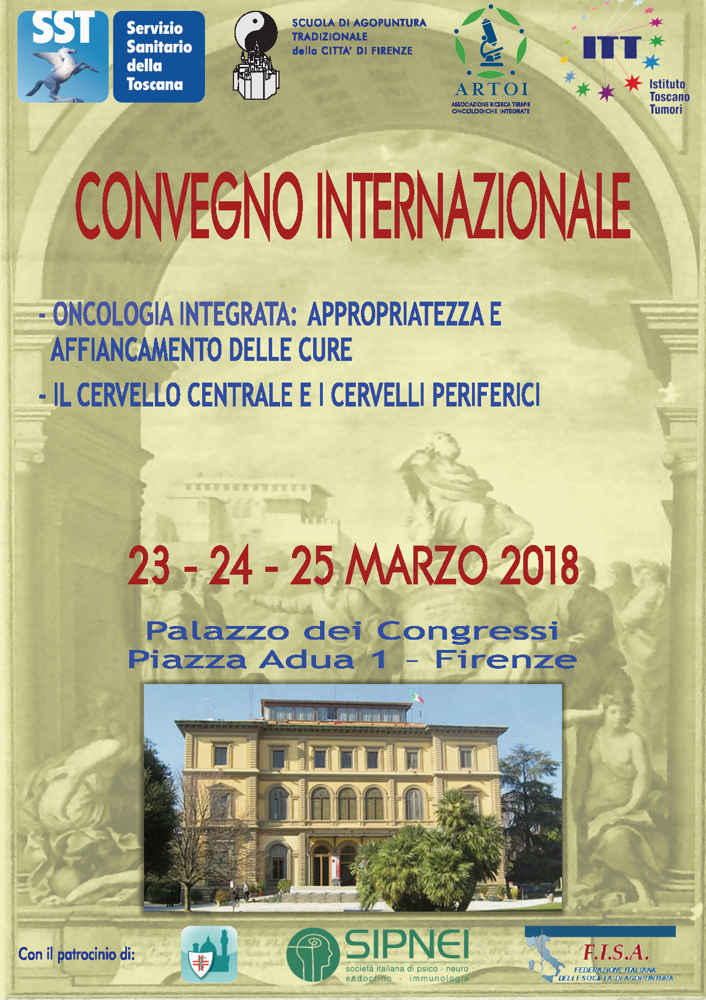 SST
Servizio
Sanitario
della
Toscana
SCUOLA DI AGOPUNTURA
TRADIZIONALE
della CITTA' DI FIRENZE
ARTOI
ASSOCIAZIONE RICERCA TERAPIE
ONCOLOGICHE INTEGRATE
ITT
Istituto
Toscano
Tumori
CONVEGNO INTERNAZIONALE
- ONCOLOGIA INTEGRATA: APPROPRIATEZZA E
AFFIANCAMENTO DELLE CURE
- IL CERVELLO CENTRALE E I CERVELLI PERIFERICI
23 - 24 - 25 MARZO 2018
Palazzo dei Congressi
Piazza Adua 1 - Firenze
Con il patrocinio di:
SIPNEI
società italiana di psico - neuro
endocrino - immunologia
F.I.S.A.
FEDERAZIONE ITALIANA
DELLE SOCIETA' DI AGOPUNTURA